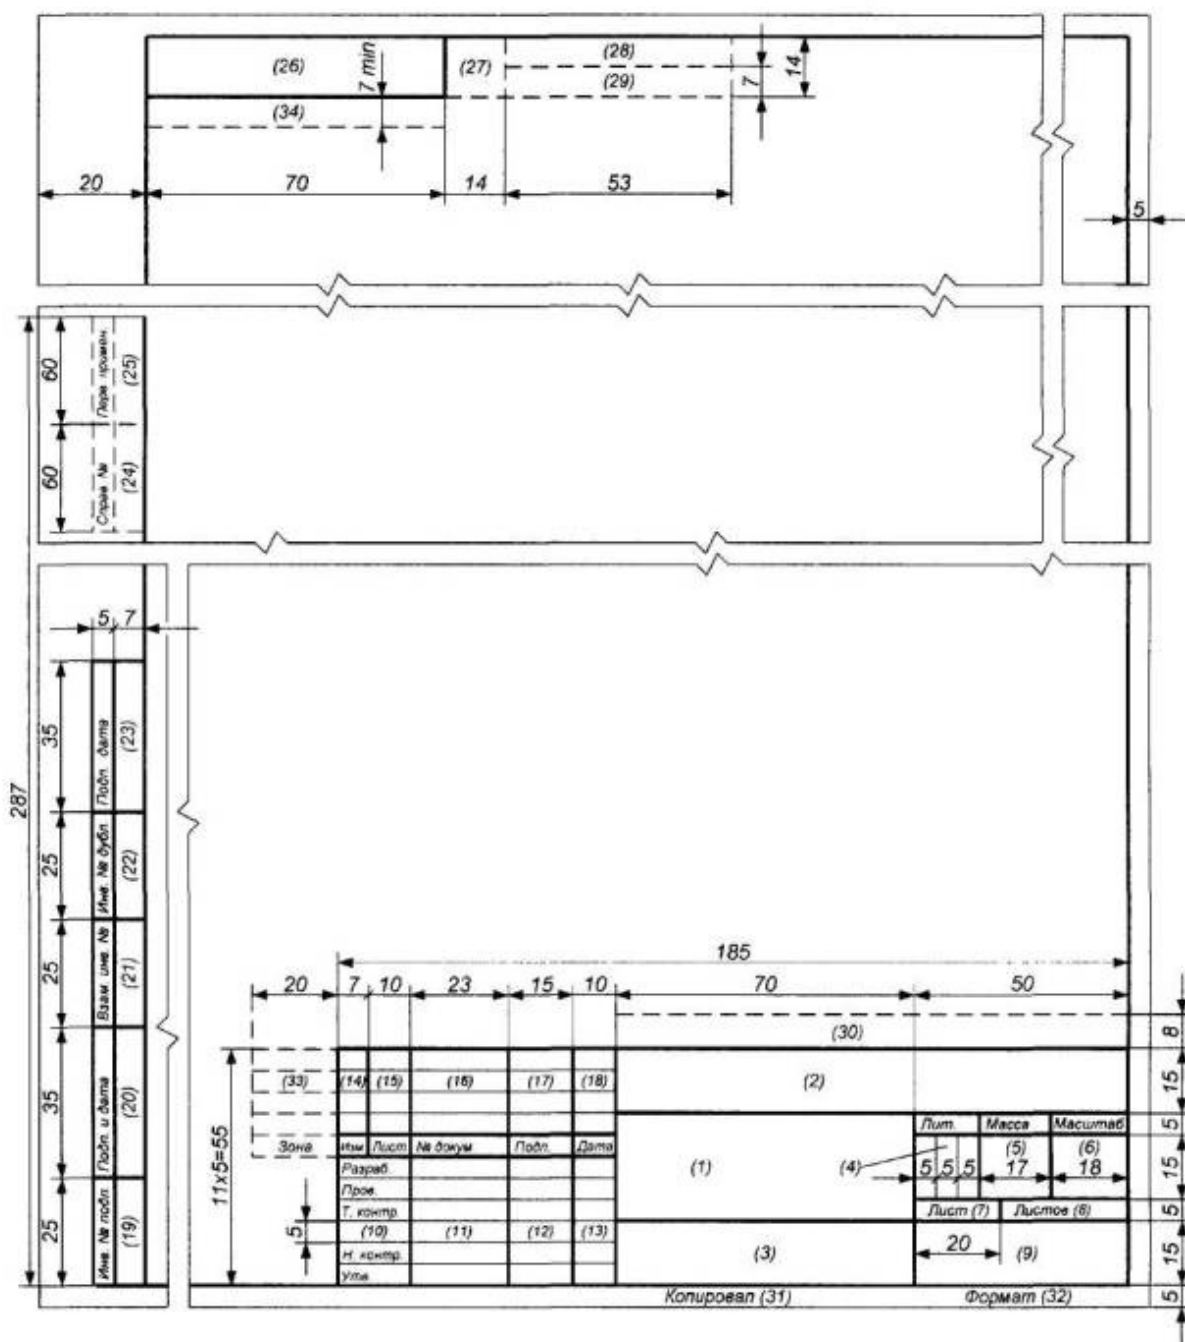 (26)
7 min
(27)
(28)
(29)
7
14
(34)
20
70
14
53
5
287
60
Перв. примен.
(25)
60
Справ №
(24)
5
7
35
Подп. дата
(23)
25
Инв. № дубл
(22)
25
Взам. инв. №
(21)
35
Подп. и дата
(20)
25
Инв. № подл
(19)
185
20
7
10
23
15
10
70
50
(30)
8
(33)
(14)
(15)
(16)
(17)
(18)
(2)
15
Зона
Изм
Лист
№ докум
Подп.
Дата
Лит.
Масса
Масштаб
5
11x5=55
Разраб
Пров.
Т. контр.
(10)
(11)
(12)
(13)
Н. контр.
Утв
5
(1)
(4)
5
5
5
(5)
17
(6)
18
15
Лист (7)
Листов (8)
5
(3)
20
(9)
15
Копировал (31)
Формат (32)
5